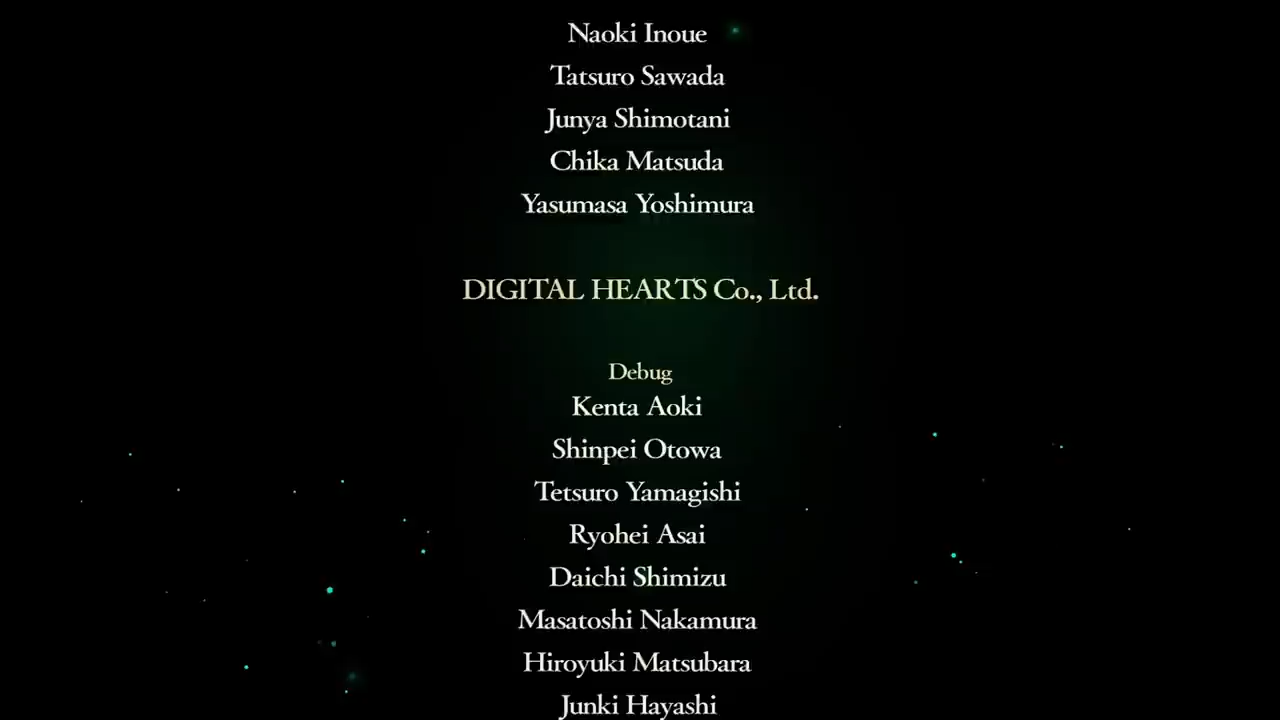 Naoki Inoue
Tatsuro Sawada
Junya Shimotani
Chika Matsuda
Yasumasa Yoshimura
DIGITAL HEARTS Co., Ltd.
Debug
Kenta Aoki
Shinpei Otowa
Tetsuro Yamagishi
Ryohei Asai
Daichi Shimizu
Masatoshi Nakamura
Hiroyuki Matsubara
Junki Hayashi